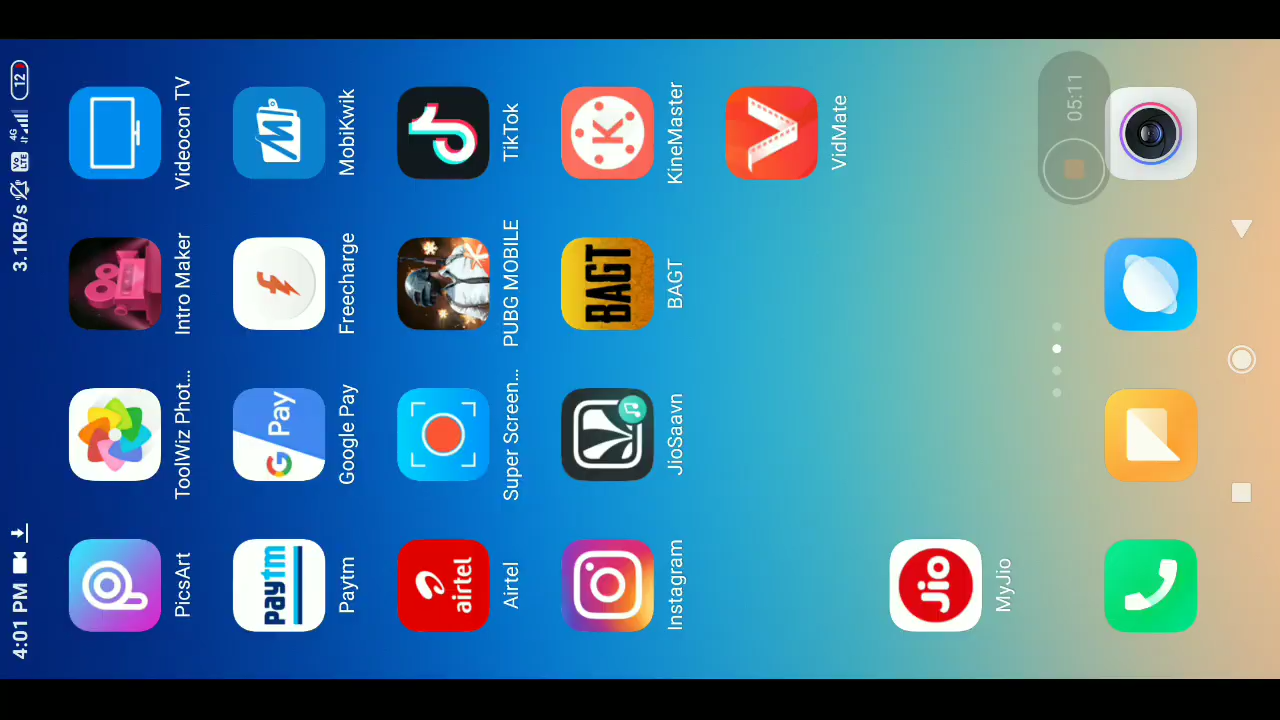 4:01 PM
3.1KB/s
Vo LTE
4G
12
PicsArt
ToolWiz Phot...
Intro Maker
Videocon TV
Paytm
G Pay
f
M
Paytm
Google Pay
Freecharge
MobiKwik
airtel
Airtel
Super Screen...
PUBG MOBILE
TikTok
BAGT
K
Instagram
JioSaavn
BAGT
KineMaster
VidMate
Jio
MyJio
05:11